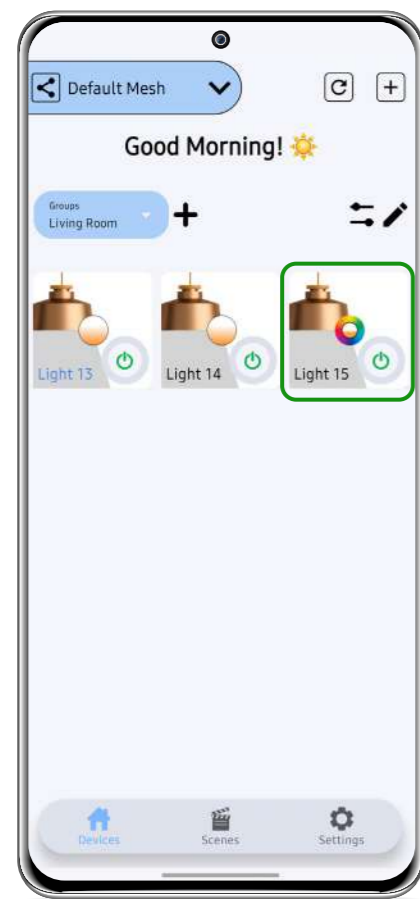 Default Mesh
Good Morning!
Groups
Living Room
Light 13
Light 14
Light 15
Devices
Scenes
Settings